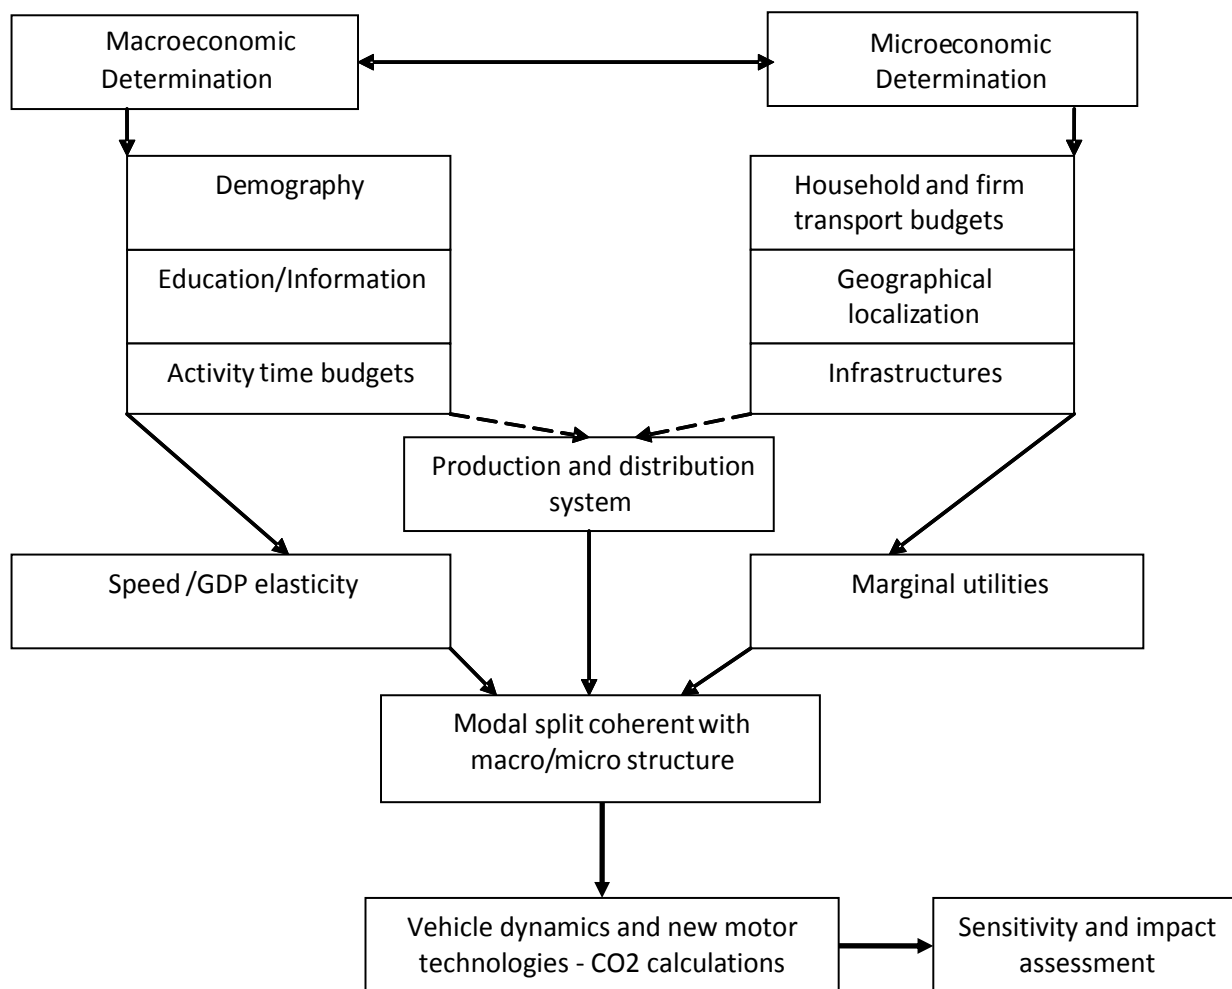 Macroeconomic
Determination
Microeconomic
Determination
Demography
Household and firm
transport budgets
Education/Information
Geographical
localization
Activity time budgets
Infrastructures
Production and distribution
system
Speed /GDP elasticity
Marginal utilities
Modal split coherent with
macro/micro structure
Vehicle dynamics and new motor
technologies - CO2 calculations
Sensitivity and impact
assessment